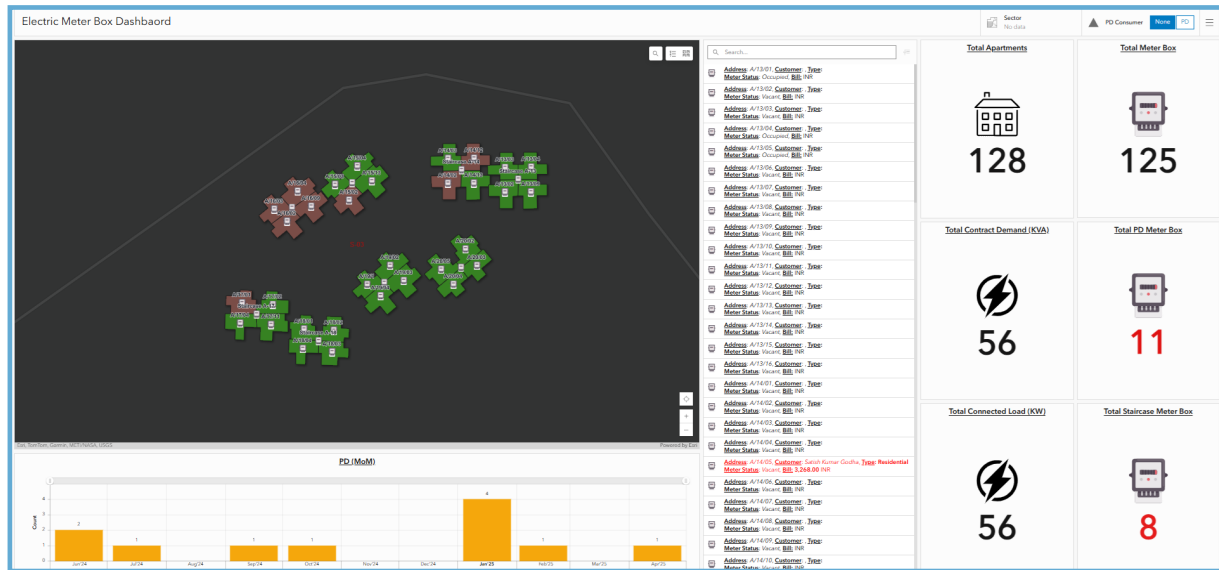 Electric Meter Box Dashbaord
Sector
No data
PD Consumer
None
PD
Search...
Address: A/13/01, Customer: , Type:
Meter Status: Occupied, Bill: INR
Address: A/13/02, Customer: , Type:
Meter Status: Vacant, Bill: INR
Address: A/13/03, Customer: , Type:
Meter Status: Vacant, Bill: INR
Address: A/13/04, Customer: , Type:
Meter Status: Occupied, Bill: INR
Address: A/13/05, Customer: , Type:
Meter Status: Occupied, Bill: INR
Address: A/13/06, Customer: , Type:
Meter Status: Vacant, Bill: INR
Address: A/13/07, Customer: , Type:
Meter Status: Vacant, Bill: INR
Address: A/13/08, Customer: , Type:
Meter Status: Vacant, Bill: INR
Address: A/13/09, Customer: , Type:
Meter Status: Vacant, Bill: INR
Address: A/13/10, Customer: , Type:
Meter Status: Vacant, Bill: INR
Address: A/13/11, Customer: , Type:
Meter Status: Vacant, Bill: INR
Address: A/13/12, Customer: , Type:
Meter Status: Vacant, Bill: INR
Address: A/13/13, Customer: , Type:
Meter Status: Vacant, Bill: INR
Address: A/13/14, Customer: , Type:
Meter Status: Vacant, Bill: INR
Address: A/13/15, Customer: , Type:
Meter Status: Vacant, Bill: INR
Address: A/13/16, Customer: , Type:
Meter Status: Vacant, Bill: INR
Address: A/14/01, Customer: , Type:
Meter Status: Vacant, Bill: INR
Address: A/14/02, Customer: , Type:
Meter Status: Vacant, Bill: INR
Address: A/14/03, Customer: , Type:
Meter Status: Vacant, Bill: INR
Address: A/14/04, Customer: , Type:
Meter Status: Vacant, Bill: INR
Address: A/14/05, Customer: Satish Kumar Godha, Type: Residential
Meter Status: Vacant, Bill: 3,268.00 INR
Address: A/14/06, Customer: , Type:
Meter Status: Vacant, Bill: INR
Address: A/14/07, Customer: , Type:
Meter Status: Vacant, Bill: INR
Address: A/14/08, Customer: , Type:
Meter Status: Vacant, Bill: INR
Address: A/14/09, Customer: , Type:
Meter Status: Vacant, Bill: INR
Address: A/14/10, Customer: , Type:
Meter Status: Vacant, Bill: INR
Total Apartments
128
Total Meter Box
125
Total Contract Demand (KVA)
56
Total PD Meter Box
11
Total Connected Load (KW)
56
Total Staircase Meter Box
8
Esri, TomTom, Garmin, METI/NASA, USGS
Powered by Esri
PD (MoM)
Count
4
3
2
1
0
2
1
1
1
4
1
1
Jun'24
Jul'24
Aug'24
Sep'24
Oct'24
Nov'24
Dec'24
Jan'25
Feb'25
Mar'25
Apr'25